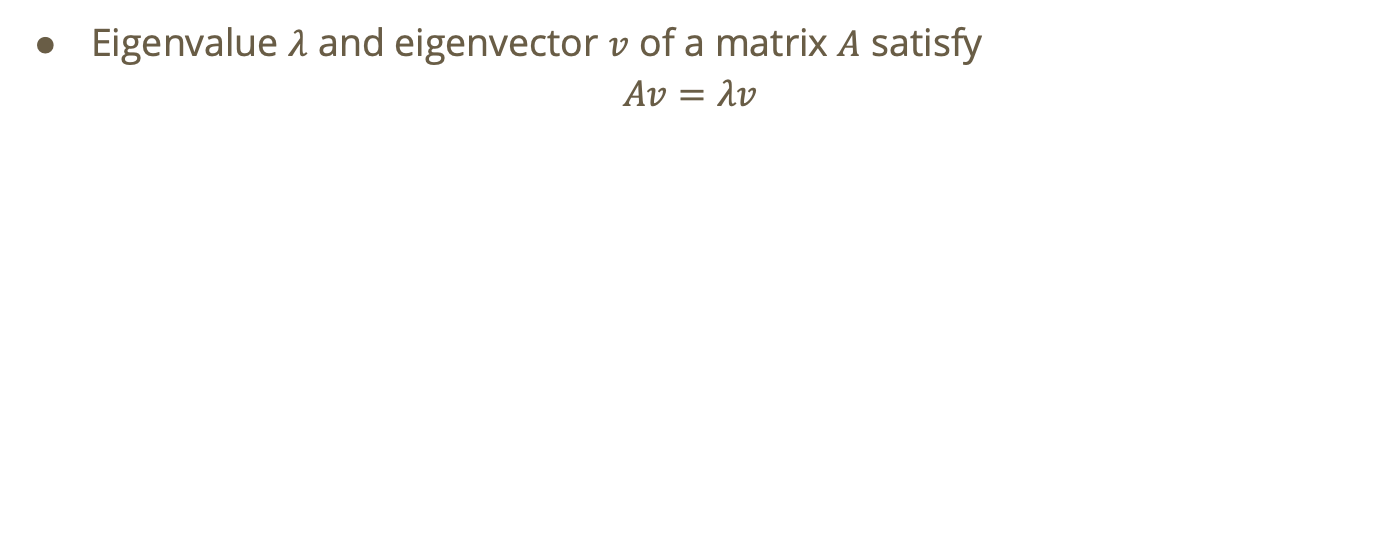 ● Eigenvalue λ and eigenvector v of a matrix A satisfy
Av = λv